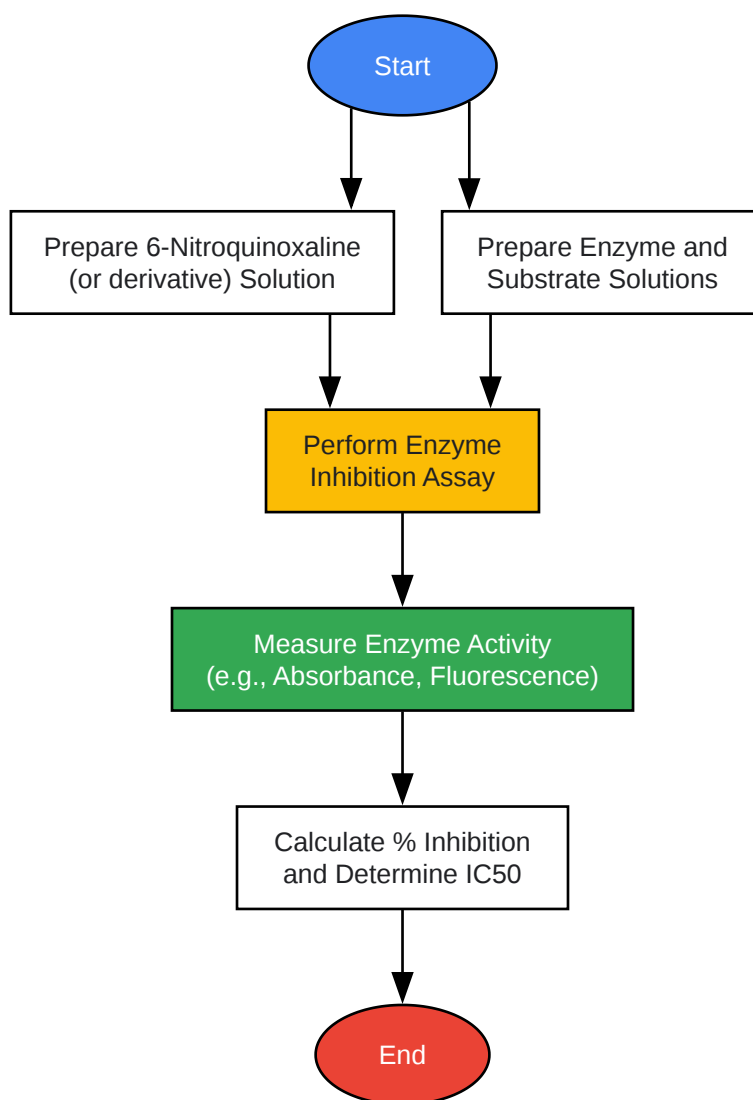 Start
Prepare 6-Nitroquinoxaline
(or derivative) Solution
Prepare Enzyme and
Substrate Solutions
Perform Enzyme
Inhibition Assay
Measure Enzyme Activity
(e.g., Absorbance, Fluorescence)
Calculate % Inhibition
and Determine IC50
End